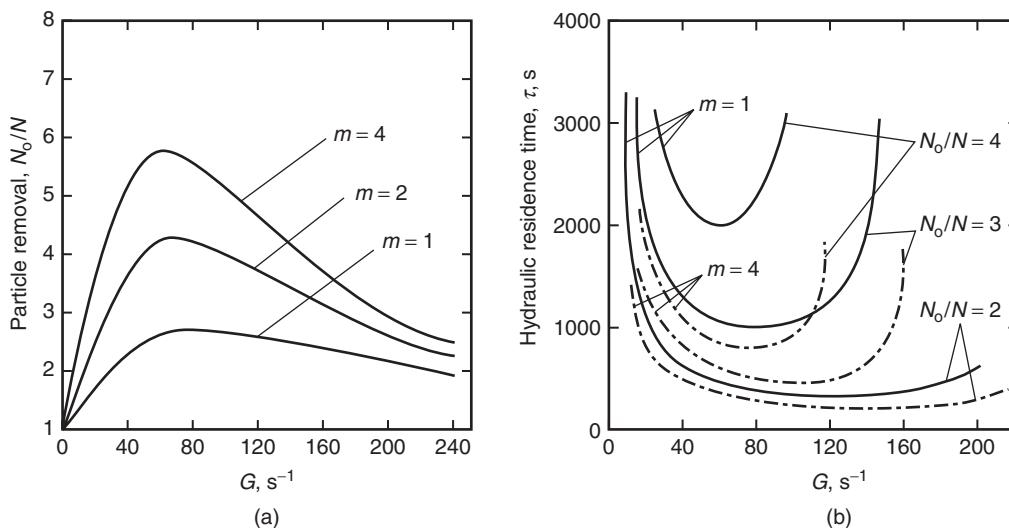 Particle removal, Nₒ/N
8
7
6
5
4
3
2
1
m = 4
m = 2
m = 1
0 40 80 120 160 200 240
G, s⁻¹
(a)
Hydraulic residence time, τ, s
4000
3000
2000
1000
0
m = 1
Nₒ/N = 4
Nₒ/N = 3
m = 4
Nₒ/N = 2
0 40 80 120 160 200
G, s⁻¹
(b)